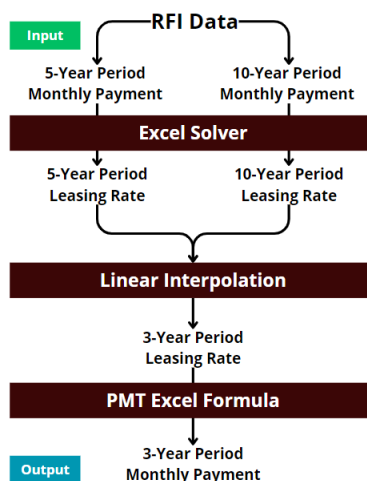 RFI Data
Input
5-Year Period
Monthly Payment
10-Year Period
Monthly Payment
Excel Solver
5-Year Period
Leasing Rate
10-Year Period
Leasing Rate
Linear Interpolation
3-Year Period
Leasing Rate
PMT Excel Formula
Output
3-Year Period
Monthly Payment